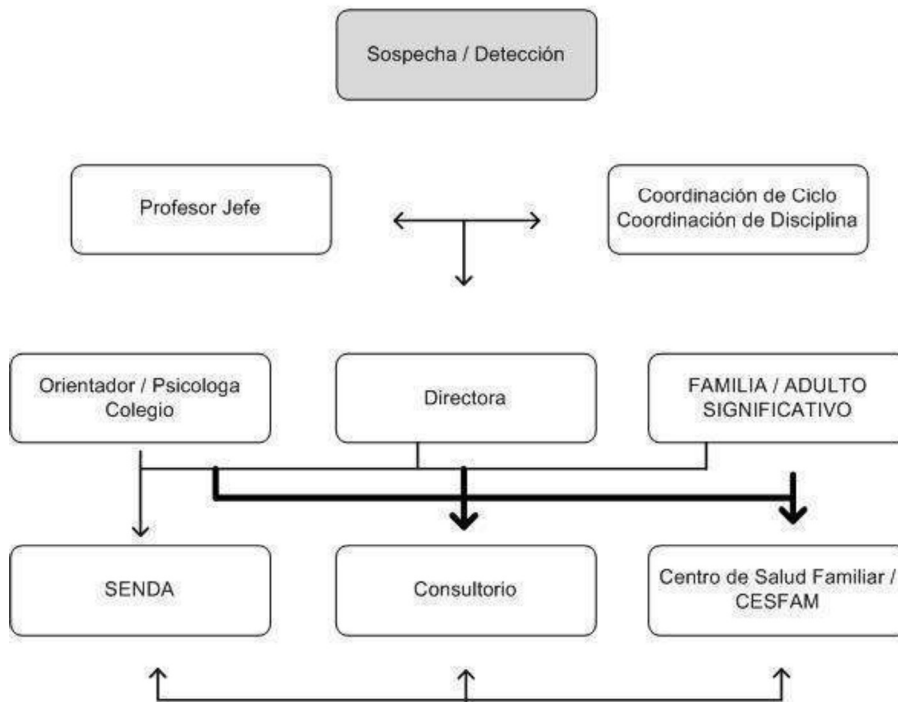 Sospecha / Detección
Profesor Jefe
Coordinación de Ciclo
Coordinación de Disciplina
Orientador / Psicologa
Colegio
Directora
FAMILIA / ADULTO
SIGNIFICATIVO
SENDA
Consultorio
Centro de Salud Familiar /
CESFAM